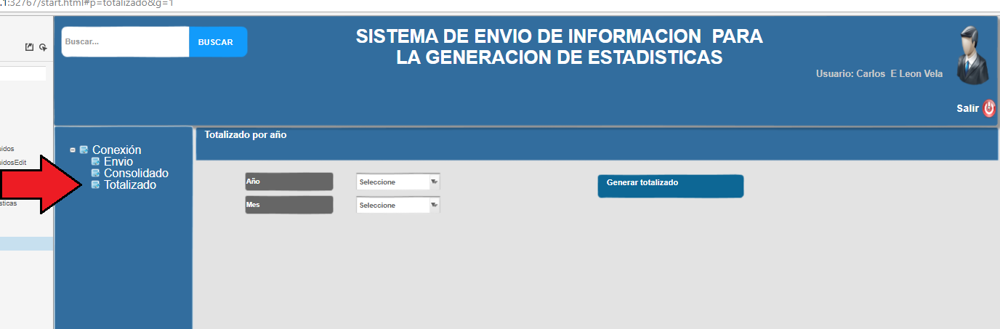 .1:32767/start.html#p=totalizado&g=1
Buscar...
BUSCAR
SISTEMA DE ENVIO DE INFORMACION PARA
LA GENERACION DE ESTADISTICAS
Usuario: Carlos E Leon Vela
Salir
uidos
uidosEdit
sticas
Conexión
Envio
Consolidado
Totalizado
Totalizado por año
Año
Seleccione
Generar totalizado
Mes
Seleccione